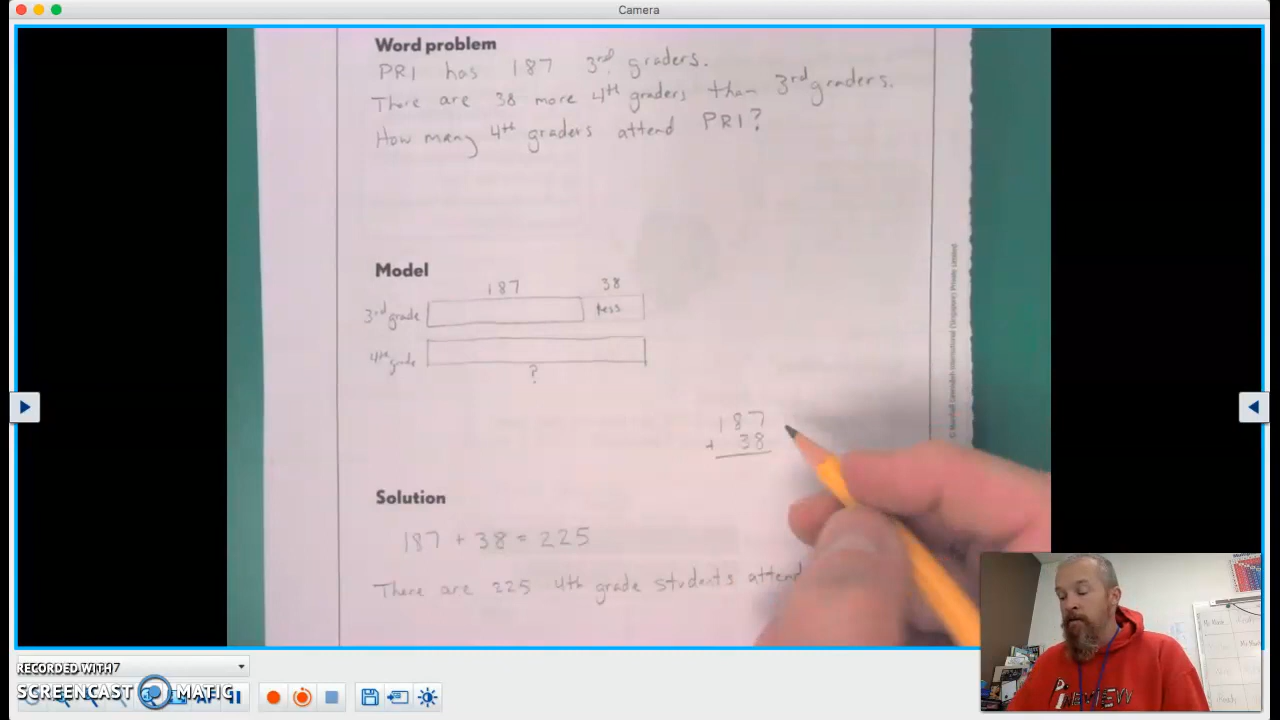 Camera
Word problem
PRI has 187 3rd graders.
There are 38 more 4th graders than 3rd graders.
How many 4th graders attend PRI?
Model
187 38
3rd grade less
4th grade
?
187
+ 38
Solution
187 + 38 = 225
There are 225 4th grade students attend
RECORDED WITH
SCREENCAST MATIC